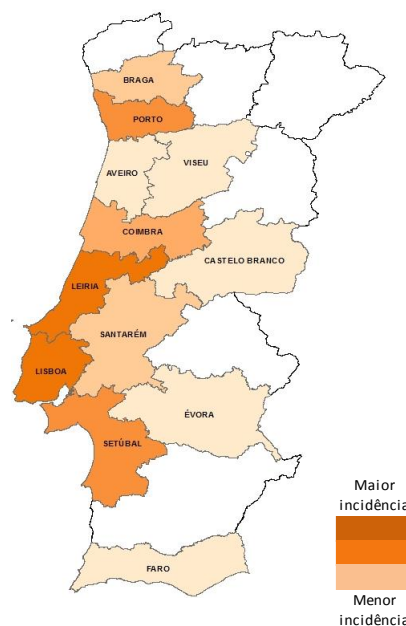 BRAGA
PORTO
VISEU
AVEIRO
COIMBRA
CASTELO BRANCO
LEIRIA
SANTARÉM
LISBOA
ÉVORA
SETÚBAL
FARO
Maior
incidência
Menor
incidência